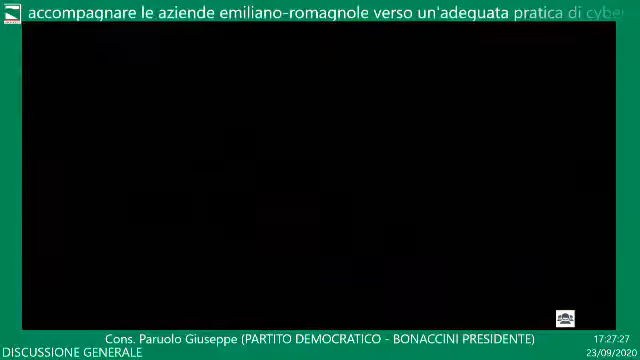 accompagnare le aziende emiliano-romagnole verso un'adeguata pratica di cyber
Cons. Paruolo Giuseppe (PARTITO DEMOCRATICO - BONACCINI PRESIDENTE)
17:27:27
DISCUSSIONE GENERALE
23/09/2020